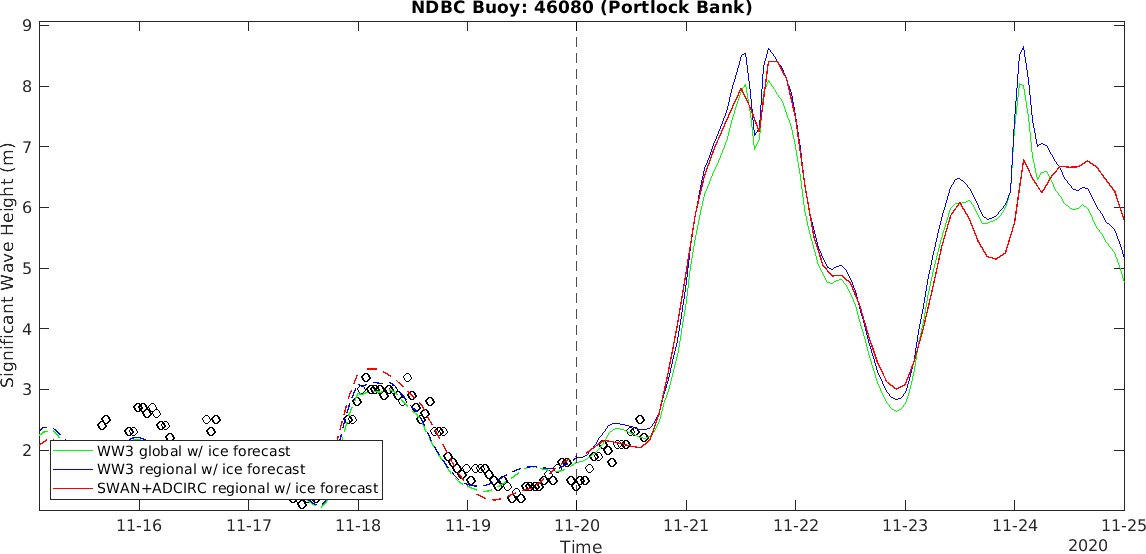 NDBC Buoy: 46080 (Portlock Bank)
9
8
7
6
5
4
3
2
Significant Wave Height (m)
WW3 global w/ ice forecast
WW3 regional w/ ice forecast
SWAN+ADCIRC regional w/ ice forecast
11-16 11-17 11-18 11-19 11-20 11-21 11-22 11-23 11-24 11-25
Time
2020